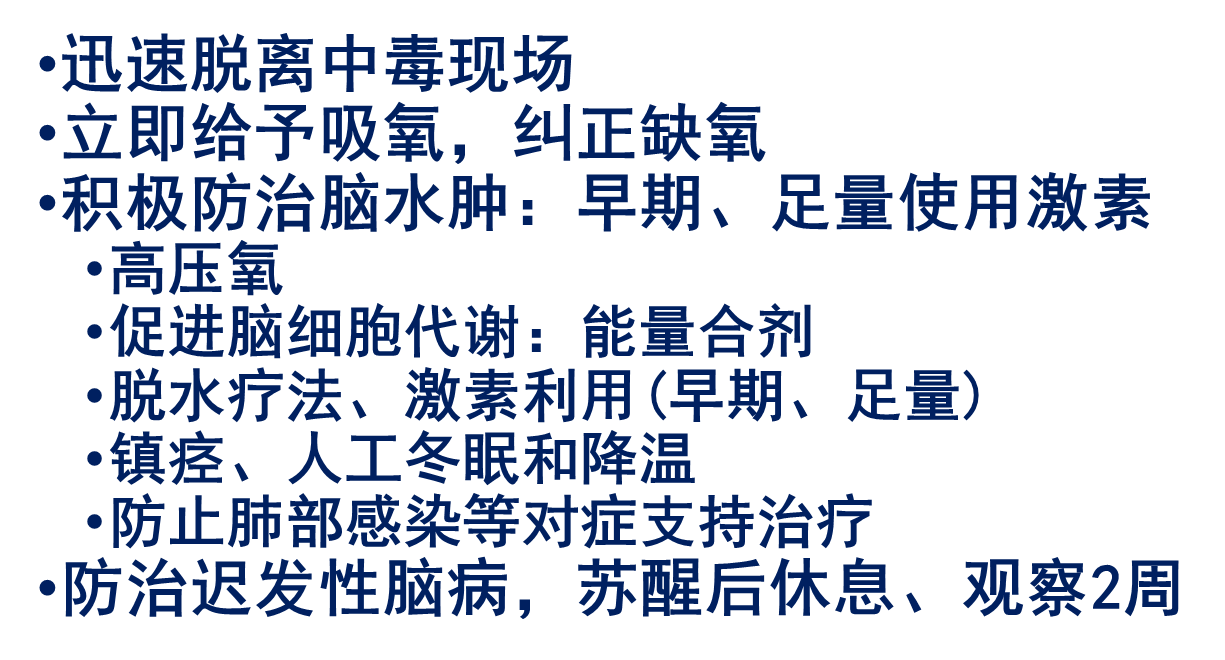 •迅速脱离中毒现场
•立即给予吸氧，纠正缺氧
•积极防治脑水肿：早期、足量使用激素
•高压氧
•促进脑细胞代谢：能量合剂
•脱水疗法、激素利用(早期、足量)
•镇痉、人工冬眠和降温
•防止肺部感染等对症支持治疗
•防治迟发性脑病，苏醒后休息、观察2周